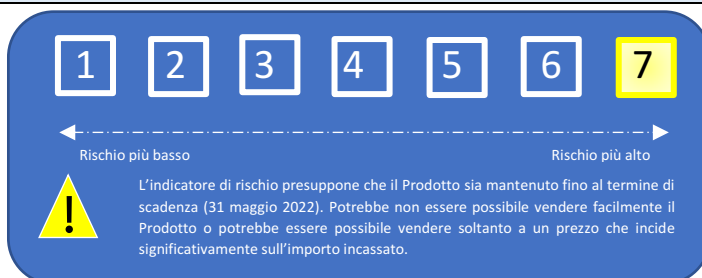 1 2 3 4 5 6 7
Rischio più basso Rischio più alto
!
L'indicatore di rischio presuppone che il Prodotto sia mantenuto fino al termine di
scadenza (31 maggio 2022). Potrebbe non essere possibile vendere facilmente il
Prodotto o potrebbe essere possibile vendere soltanto a un prezzo che incide
significativamente sull'importo incassato.